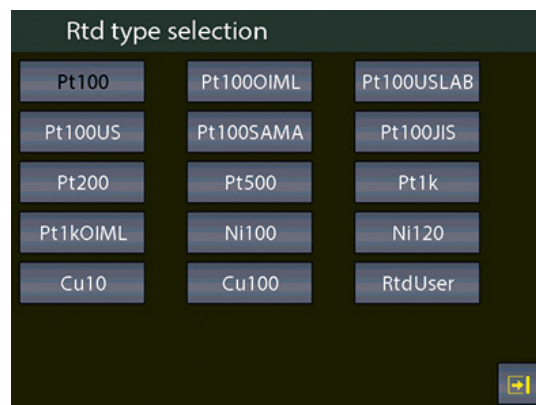 Rtd type selection
Pt100 Pt100OIML Pt100USLAB
Pt100US Pt100SAMA Pt100JIS
Pt200 Pt500 Pt1k
Pt1kOIML Ni100 Ni120
Cu10 Cu100 RtdUser